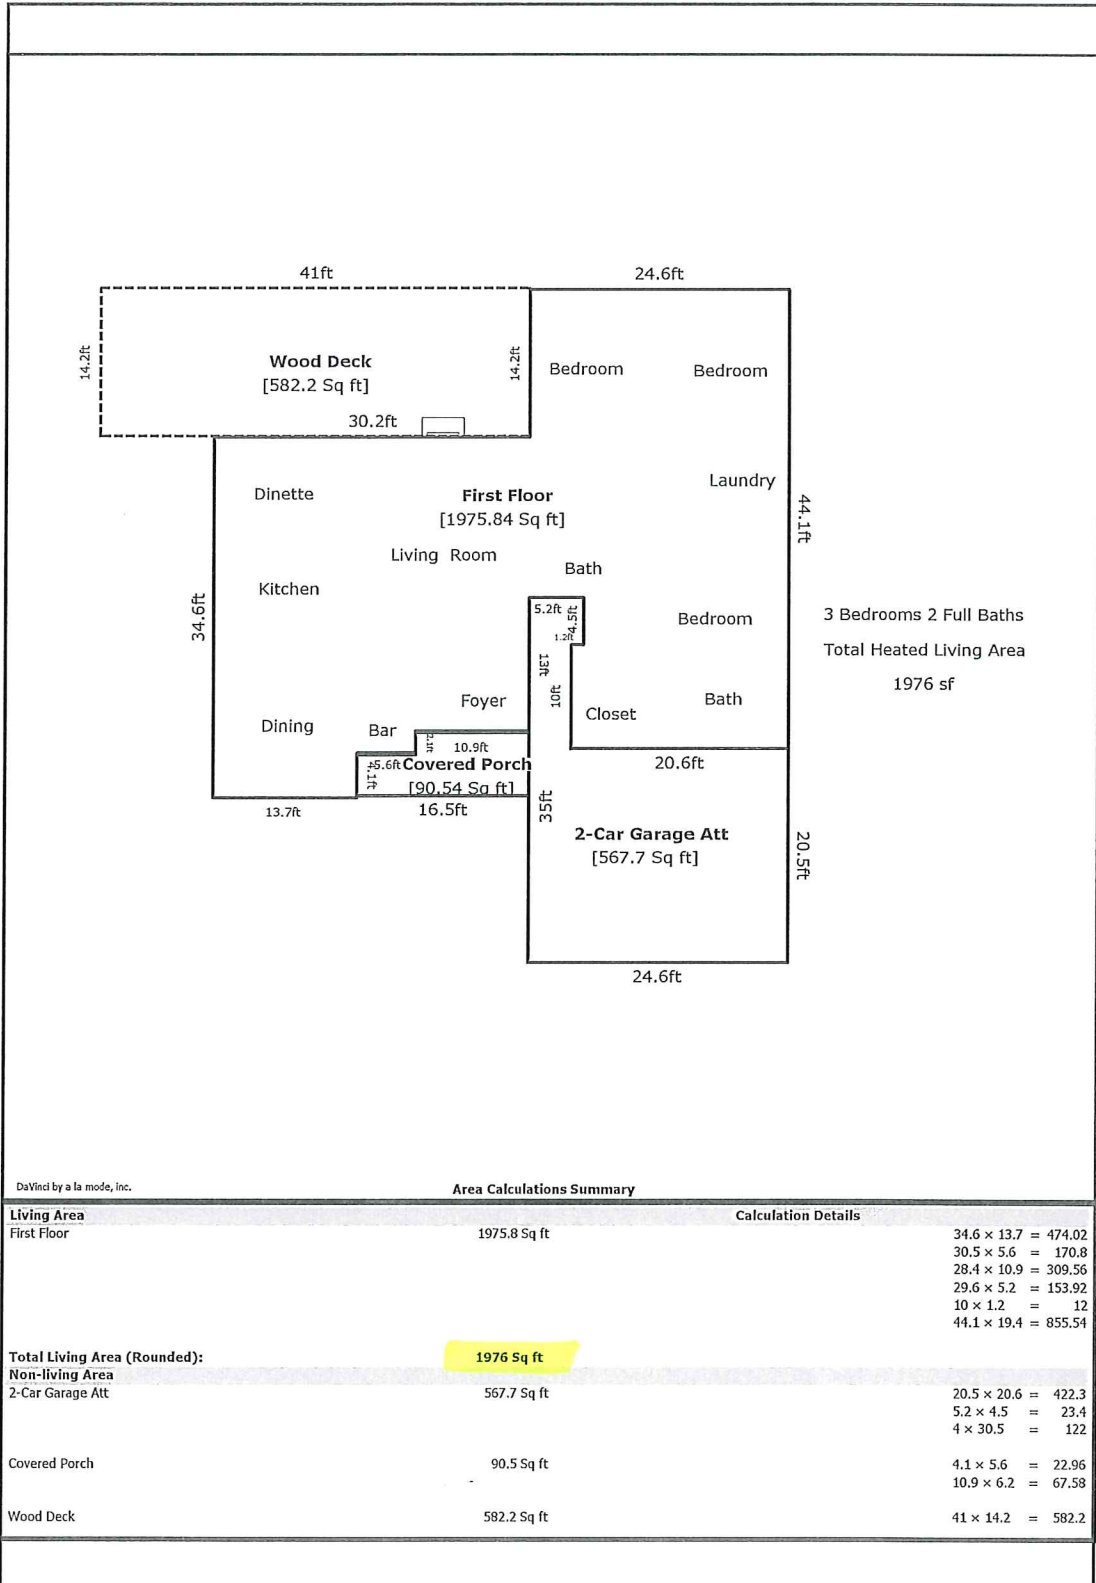 41ft
24.6ft
14.2ft
Wood Deck
[582.2 Sq ft]
14.2ft
Bedroom
Bedroom
30.2ft
Dinette
First Floor
[1975.84 Sq ft]
Laundry
44.1ft
Living Room
Bath
Kitchen
34.6ft
5.2ft
4.5ft
Bedroom
3 Bedrooms 2 Full Baths
1.2ft
Total Heated Living Area
13ft
1976 sf
10ft
Foyer
Closet
Bath
Dining
Bar
2.1ft
10.9ft
5.6ft
Covered Porch
4.1ft
[90.54 Sq ft]
20.6ft
13.7ft
16.5ft
35ft
2-Car Garage Att
[567.7 Sq ft]
20.5ft
24.6ft
DaVinci by a la mode, inc.
Area Calculations Summary
Living Area Calculation Details
First Floor 1975.8 Sq ft 34.6 × 13.7 = 474.02
30.5 × 5.6 = 170.8
28.4 × 10.9 = 309.56
29.6 × 5.2 = 153.92
10 × 1.2 = 12
44.1 × 19.4 = 855.54
Total Living Area (Rounded): 1976 Sq ft
Non-living Area
2-Car Garage Att 567.7 Sq ft 20.5 × 20.6 = 422.3
5.2 × 4.5 = 23.4
4 × 30.5 = 122
Covered Porch 90.5 Sq ft 4.1 × 5.6 = 22.96
10.9 × 6.2 = 67.58
Wood Deck 582.2 Sq ft 41 × 14.2 = 582.2